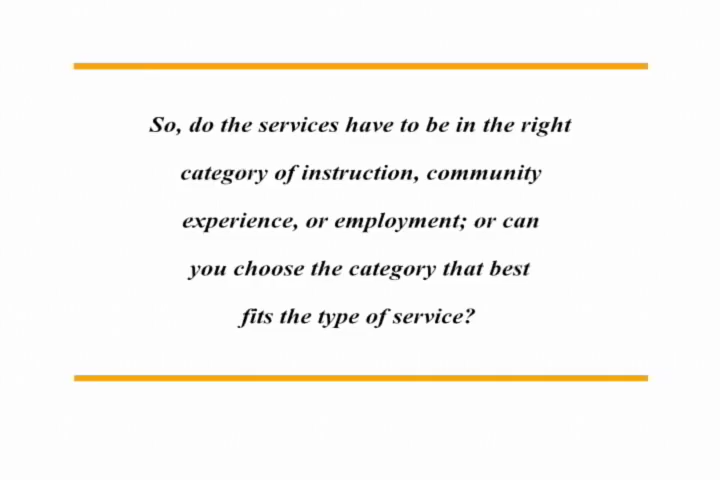 So, do the services have to be in the right
category of instruction, community
experience, or employment; or can
you choose the category that best
fits the type of service?